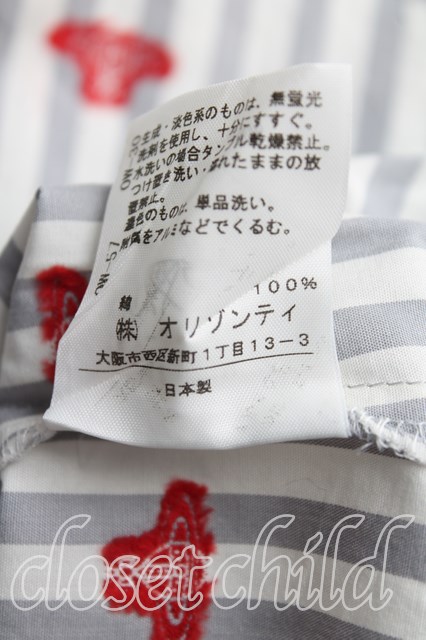 生成・淡色系のものは、無蛍光
洗剤を使用し、十分にすすぐ。
水洗いの場合タンブル乾燥禁止。
つけ置き洗い・濡れたままの放
置禁止。
濃色のものは、単品洗い。
附属をアルミなどでくるむ。
綿 100%
㈱ オリゾンティ
大阪市西区新町1丁目13-3
日本製
closet child